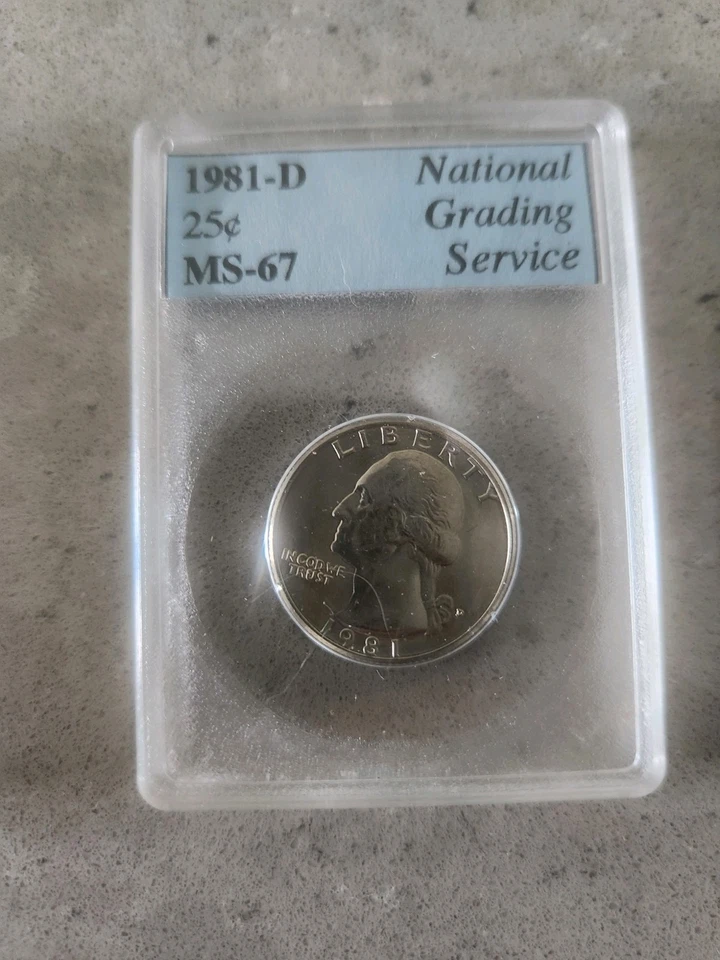 1981-D
25¢
MS-67
National
Grading
Service
LIBERTY
IN GOD WE
TRUST
1981